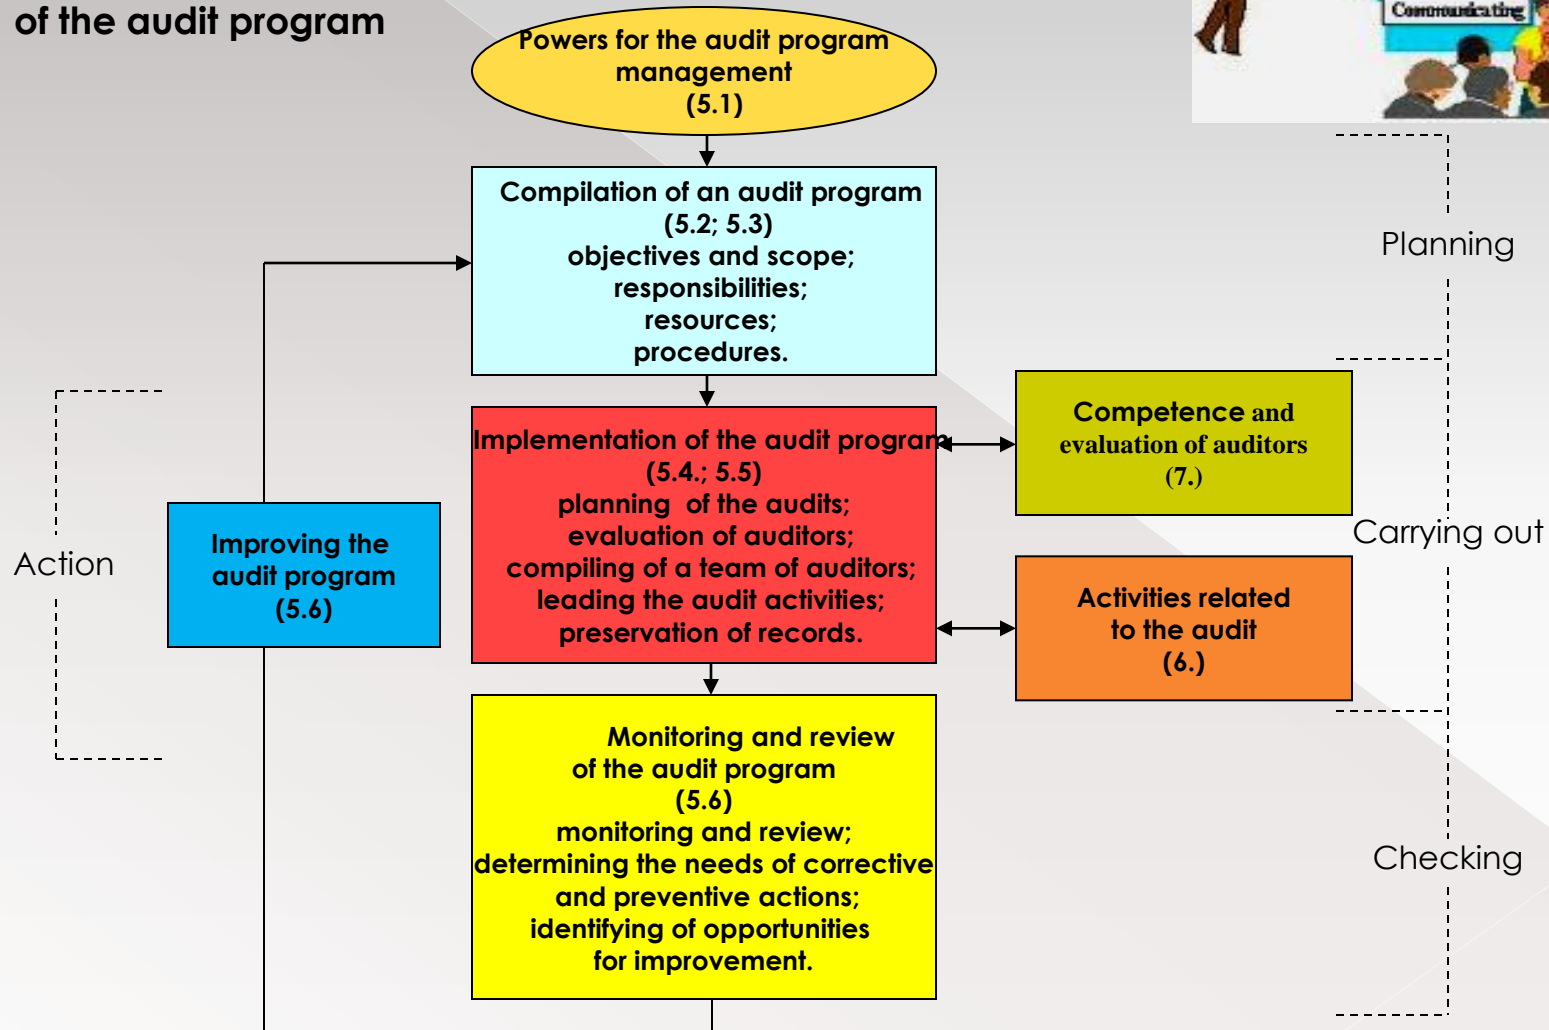 of the audit program
Communicating
Powers for the audit program
management
(5.1)
Compilation of an audit program
(5.2; 5.3)
objectives and scope;
responsibilities;
resources;
procedures.
Planning
Implementation of the audit program
(5.4.; 5.5)
planning of the audits;
evaluation of auditors;
compiling of a team of auditors;
leading the audit activities;
preservation of records.
Competence and
evaluation of auditors
(7.)
Carrying out
Action
Improving the
audit program
(5.6)
Activities related
to the audit
(6.)
Monitoring and review
of the audit program
(5.6)
monitoring and review;
determining the needs of corrective
and preventive actions;
identifying of opportunities
for improvement.
Checking